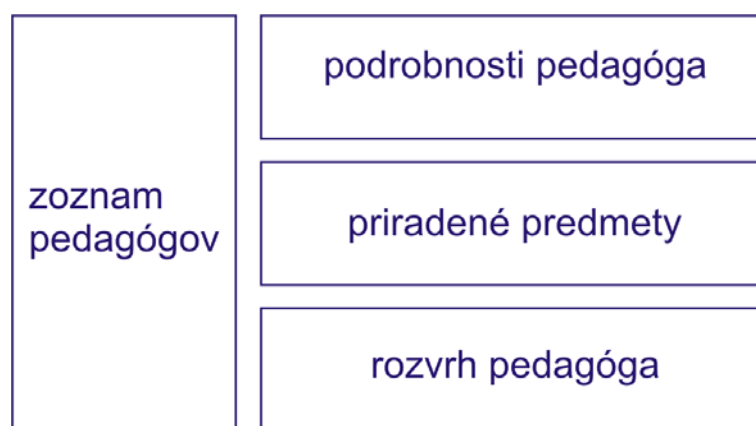 zoznam
pedagógov
podrobnosti pedagóga
priradené predmety
rozvrh pedagóga